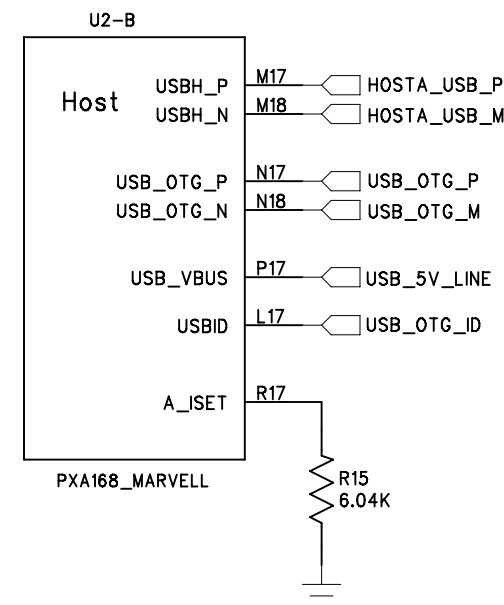 U2-B
Host
USBH_P M17 HOSTA_USB_P
USBH_N M18 HOSTA_USB_M
USB_OTG_P N17 USB_OTG_P
USB_OTG_N N18 USB_OTG_M
USB_VBUS P17 USB_5V_LINE
USBID L17 USB_OTG_ID
A_ISET R17
PXA168_MARVELL
R15
6.04K